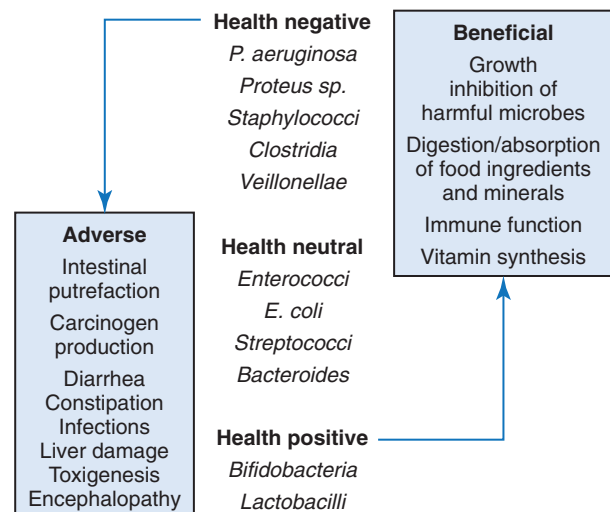 Health negative
P. aeruginosa
Proteus sp.
Staphylococci
Clostridia
Veillonellae
Beneficial
Growth
inhibition of
harmful microbes
Digestion/absorption
of food ingredients
and minerals
Immune function
Vitamin synthesis
Adverse
Intestinal
putrefaction
Carcinogen
production
Diarrhea
Constipation
Infections
Liver damage
Toxigenesis
Encephalopathy
Health neutral
Enterococci
E. coli
Streptococci
Bacteroides
Health positive
Bifidobacteria
Lactobacilli